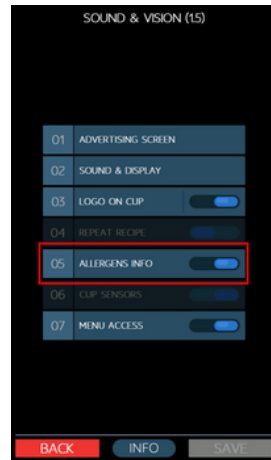 SOUND & VISION (1.5)
01 ADVERTISING SCREEN
02 SOUND & DISPLAY
03 LOGO ON CUP
04 REPEAT RECIPE
05 ALLERGENS INFO
06 CUP SENSORS
07 MENU ACCESS
BACK INFO SAVE